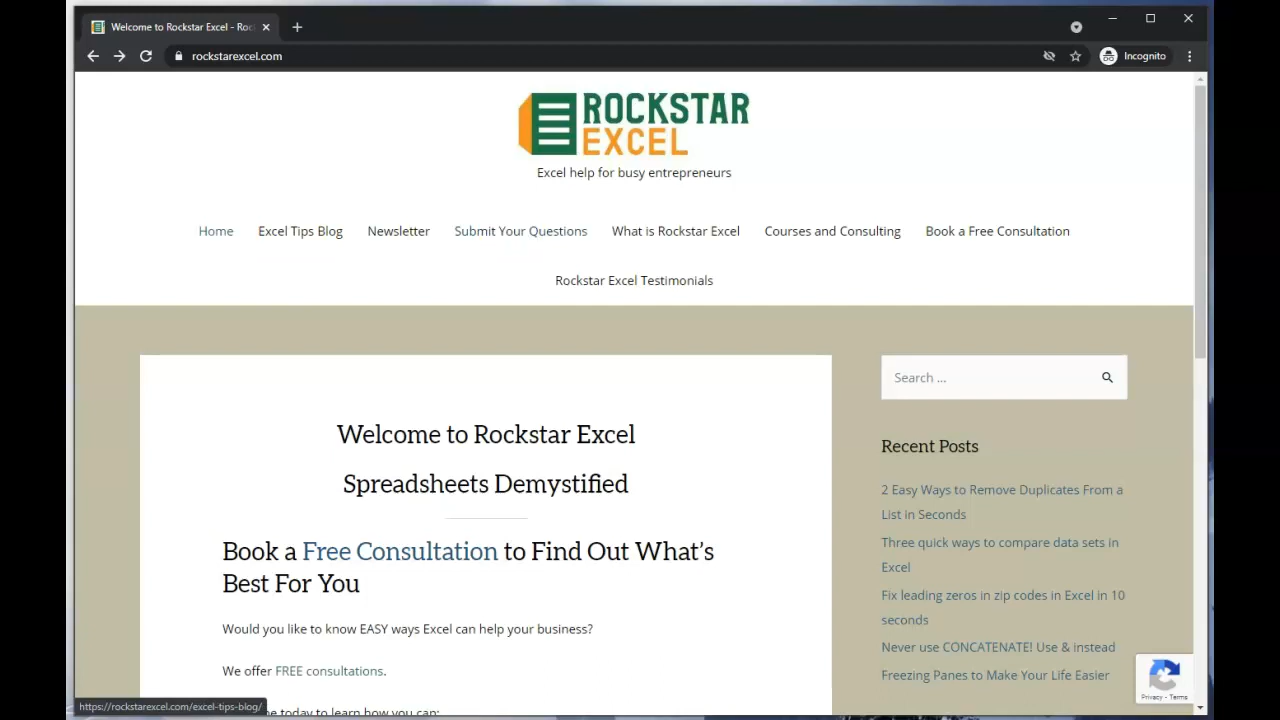 Welcome to Rockstar Excel - Roc
rockstarexcel.com
Incognito
ROCKSTAR
EXCEL
Excel help for busy entrepreneurs
Home Excel Tips Blog Newsletter Submit Your Questions What is Rockstar Excel Courses and Consulting Book a Free Consultation
Rockstar Excel Testimonials
Welcome to Rockstar Excel
Spreadsheets Demystified
Book a Free Consultation to Find Out What's
Best For You
Would you like to know EASY ways Excel can help your business?
We offer FREE consultations.
me today to learn how you can:
Search ...
Recent Posts
2 Easy Ways to Remove Duplicates From a
List in Seconds
Three quick ways to compare data sets in
Excel
Fix leading zeros in zip codes in Excel in 10
seconds
Never use CONCATENATE! Use & instead
Freezing Panes to Make Your Life Easier
Privacy - Terms
https://rockstarexcel.com/excel-tips-blog/